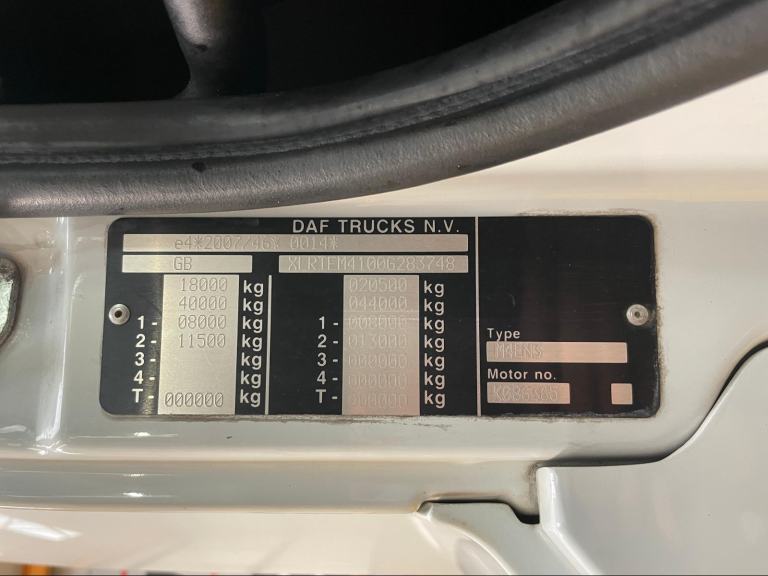 DAF TRUCKS N.V.
e4*2007/46* 0014*
GB
18000 kg 020500 kg
40000 kg 044000 kg
1 - 08000 kg 1 - kg
2 - 11500 kg 2 - 013000 kg
3 - kg 3 - 000000 kg
4 - kg 4 - 000000 kg
T - 000000 kg T - 000000 kg
Type
Motor no.